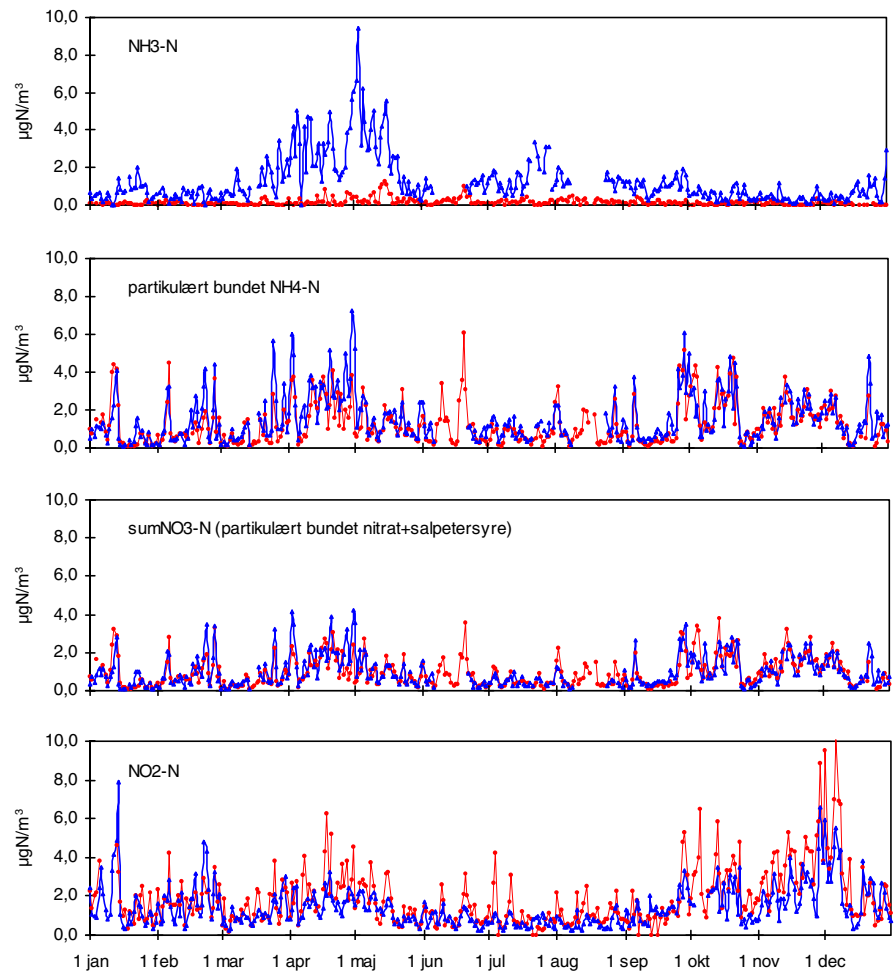 10,0
NH3-N
8,0
6,0
µgN/m³
4,0
2,0
0,0
10,0
partikulært bundet NH4-N
8,0
6,0
µgN/m³
4,0
2,0
0,0
10,0
sumNO3-N (partikulært bundet nitrat+salpetersyre)
8,0
6,0
µgN/m³
4,0
2,0
0,0
10,0
NO2-N
8,0
6,0
µgN/m³
4,0
2,0
0,0
1 jan 1 feb 1 mar 1 apr 1 maj 1 jun 1 jul 1 aug 1 sep 1 okt 1 nov 1 dec